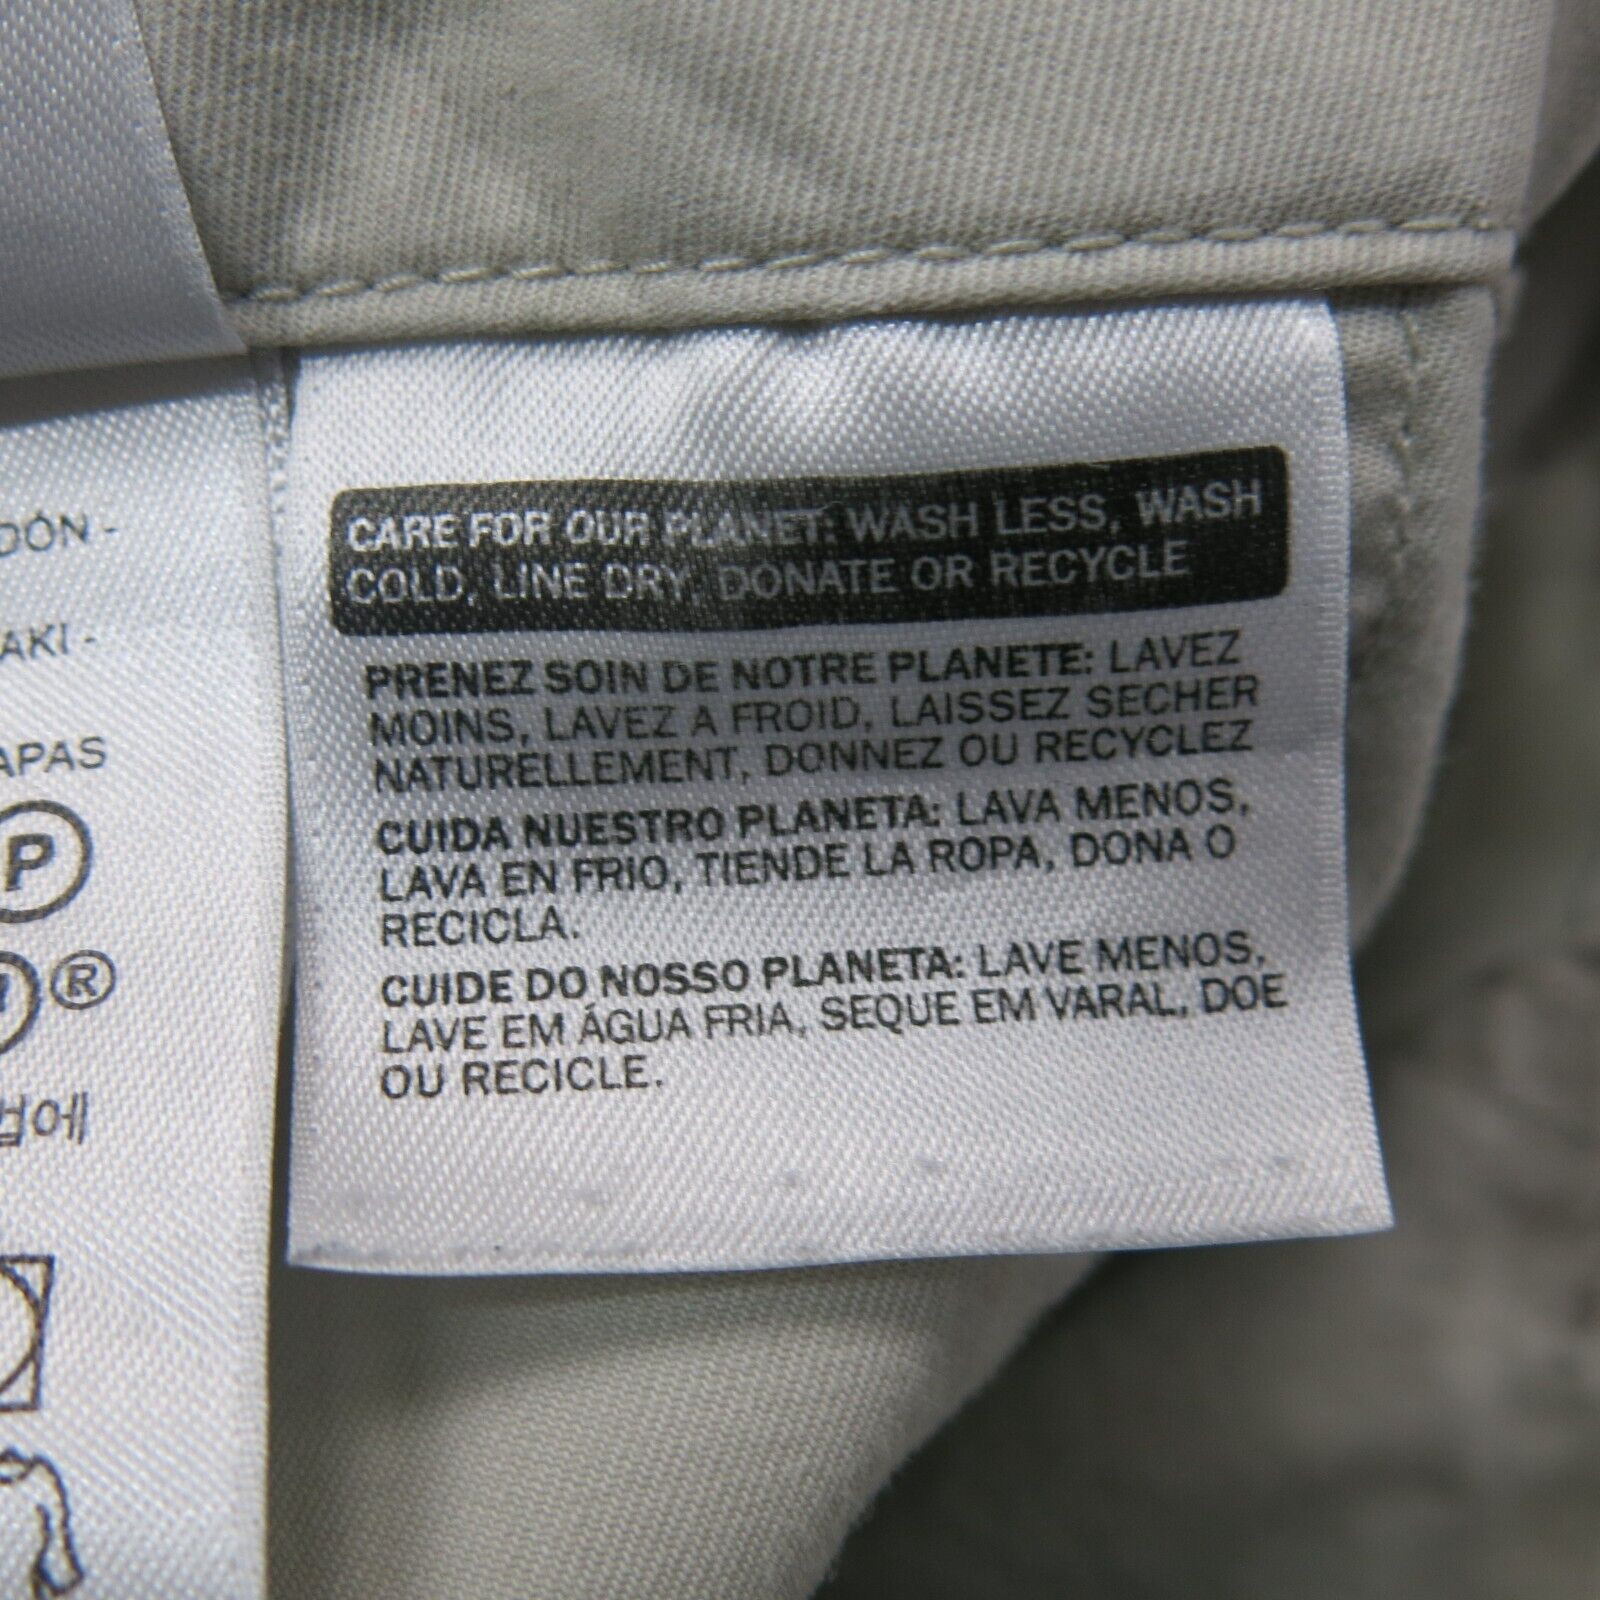 DÓN -
AKI -
APAS
P
®
CARE FOR OUR PLANET: WASH LESS, WASH
COLD, LINE DRY, DONATE OR RECYCLE
PRENEZ SOIN DE NOTRE PLANETE: LAVEZ
MOINS, LAVEZ A FROID, LAISSEZ SECHER
NATURELLEMENT, DONNEZ OU RECYCLEZ
CUIDA NUESTRO PLANETA: LAVA MENOS,
LAVA EN FRIO, TIENDE LA ROPA, DONA O
RECICLA.
CUIDE DO NOSSO PLANETA: LAVE MENOS,
LAVE EM ÁGUA FRIA, SEQUE EM VARAL, DOE
OU RECICLE.